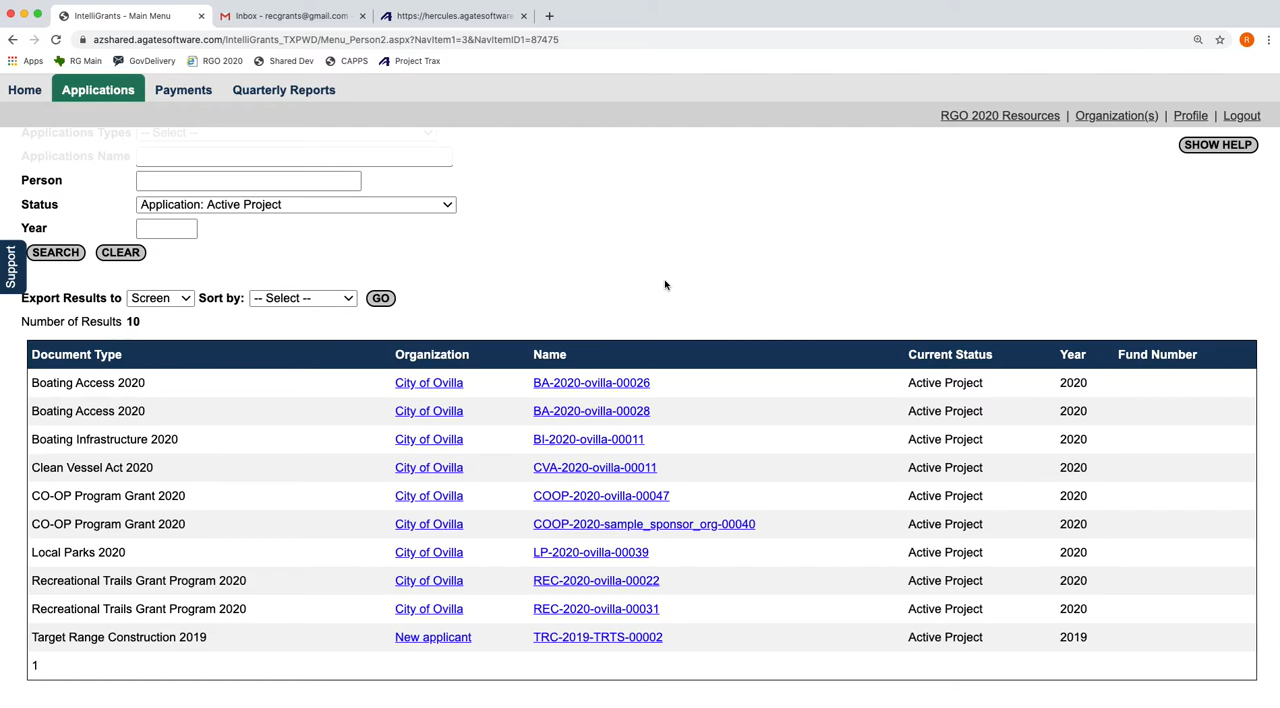 IntelliGrants - Main Menu
Inbox - recgrants@gmail.com
https://hercules.agatesoftware
azshared.agatesoftware.com/IntelliGrants_TXPWD/Menu_Person2.aspx?NavItem1=3&NavItemID1=87475
R
Apps RG Main GovDelivery RGO 2020 Shared Dev CAPPS Project Trax
Home Applications Payments Quarterly Reports
RGO 2020 Resources | Organization(s) | Profile | Logout
Applications Types -- Select --
SHOW HELP
Applications Name
Person
Status Application: Active Project
Year
SEARCH CLEAR
Support
Export Results to Screen Sort by: -- Select -- GO
Number of Results 10
Document Type Organization Name Current Status Year Fund Number
Boating Access 2020 City of Ovilla BA-2020-ovilla-00026 Active Project 2020
Boating Access 2020 City of Ovilla BA-2020-ovilla-00028 Active Project 2020
Boating Infrastructure 2020 City of Ovilla BI-2020-ovilla-00011 Active Project 2020
Clean Vessel Act 2020 City of Ovilla CVA-2020-ovilla-00011 Active Project 2020
CO-OP Program Grant 2020 City of Ovilla COOP-2020-ovilla-00047 Active Project 2020
CO-OP Program Grant 2020 City of Ovilla COOP-2020-sample_sponsor_org-00040 Active Project 2020
Local Parks 2020 City of Ovilla LP-2020-ovilla-00039 Active Project 2020
Recreational Trails Grant Program 2020 City of Ovilla REC-2020-ovilla-00022 Active Project 2020
Recreational Trails Grant Program 2020 City of Ovilla REC-2020-ovilla-00031 Active Project 2020
Target Range Construction 2019 New applicant TRC-2019-TRTS-00002 Active Project 2019
1